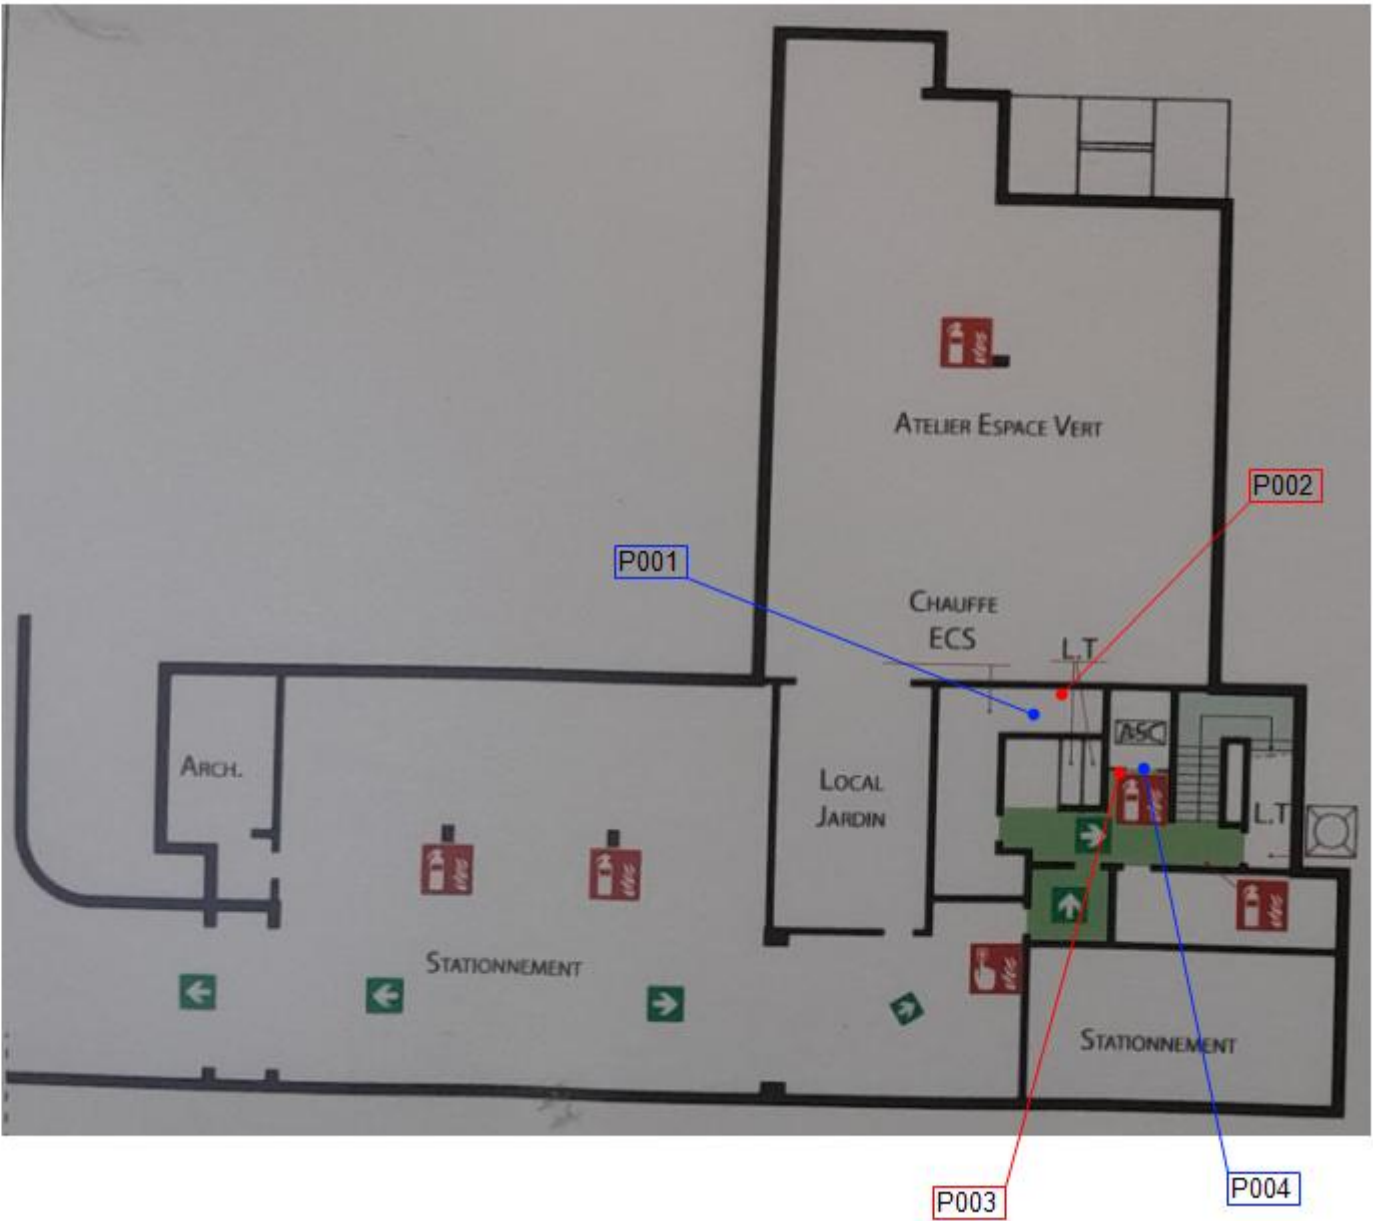 ATELIER ESPACE VERT
P002
P001
CHAUFFE
ECS
L.T
ASC
ARCH.
LOCAL
JARDIN
L.T
STATIONNEMENT
STATIONNEMENT
P003
P004